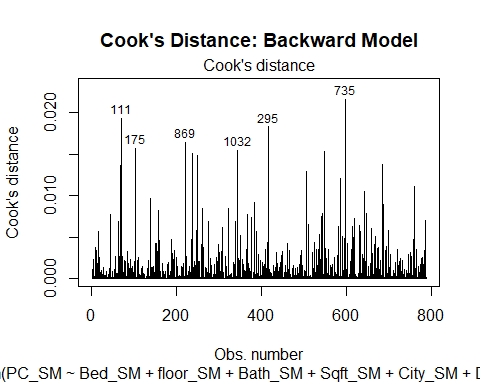 Cook's Distance: Backward Model
Cook's distance
735
111
295
869
175
1032
Cook's distance
0.020
0.010
0.000
0 200 400 600 800
Obs. number
(PC_SM ~ Bed_SM + floor_SM + Bath_SM + Sqft_SM + City_SM +